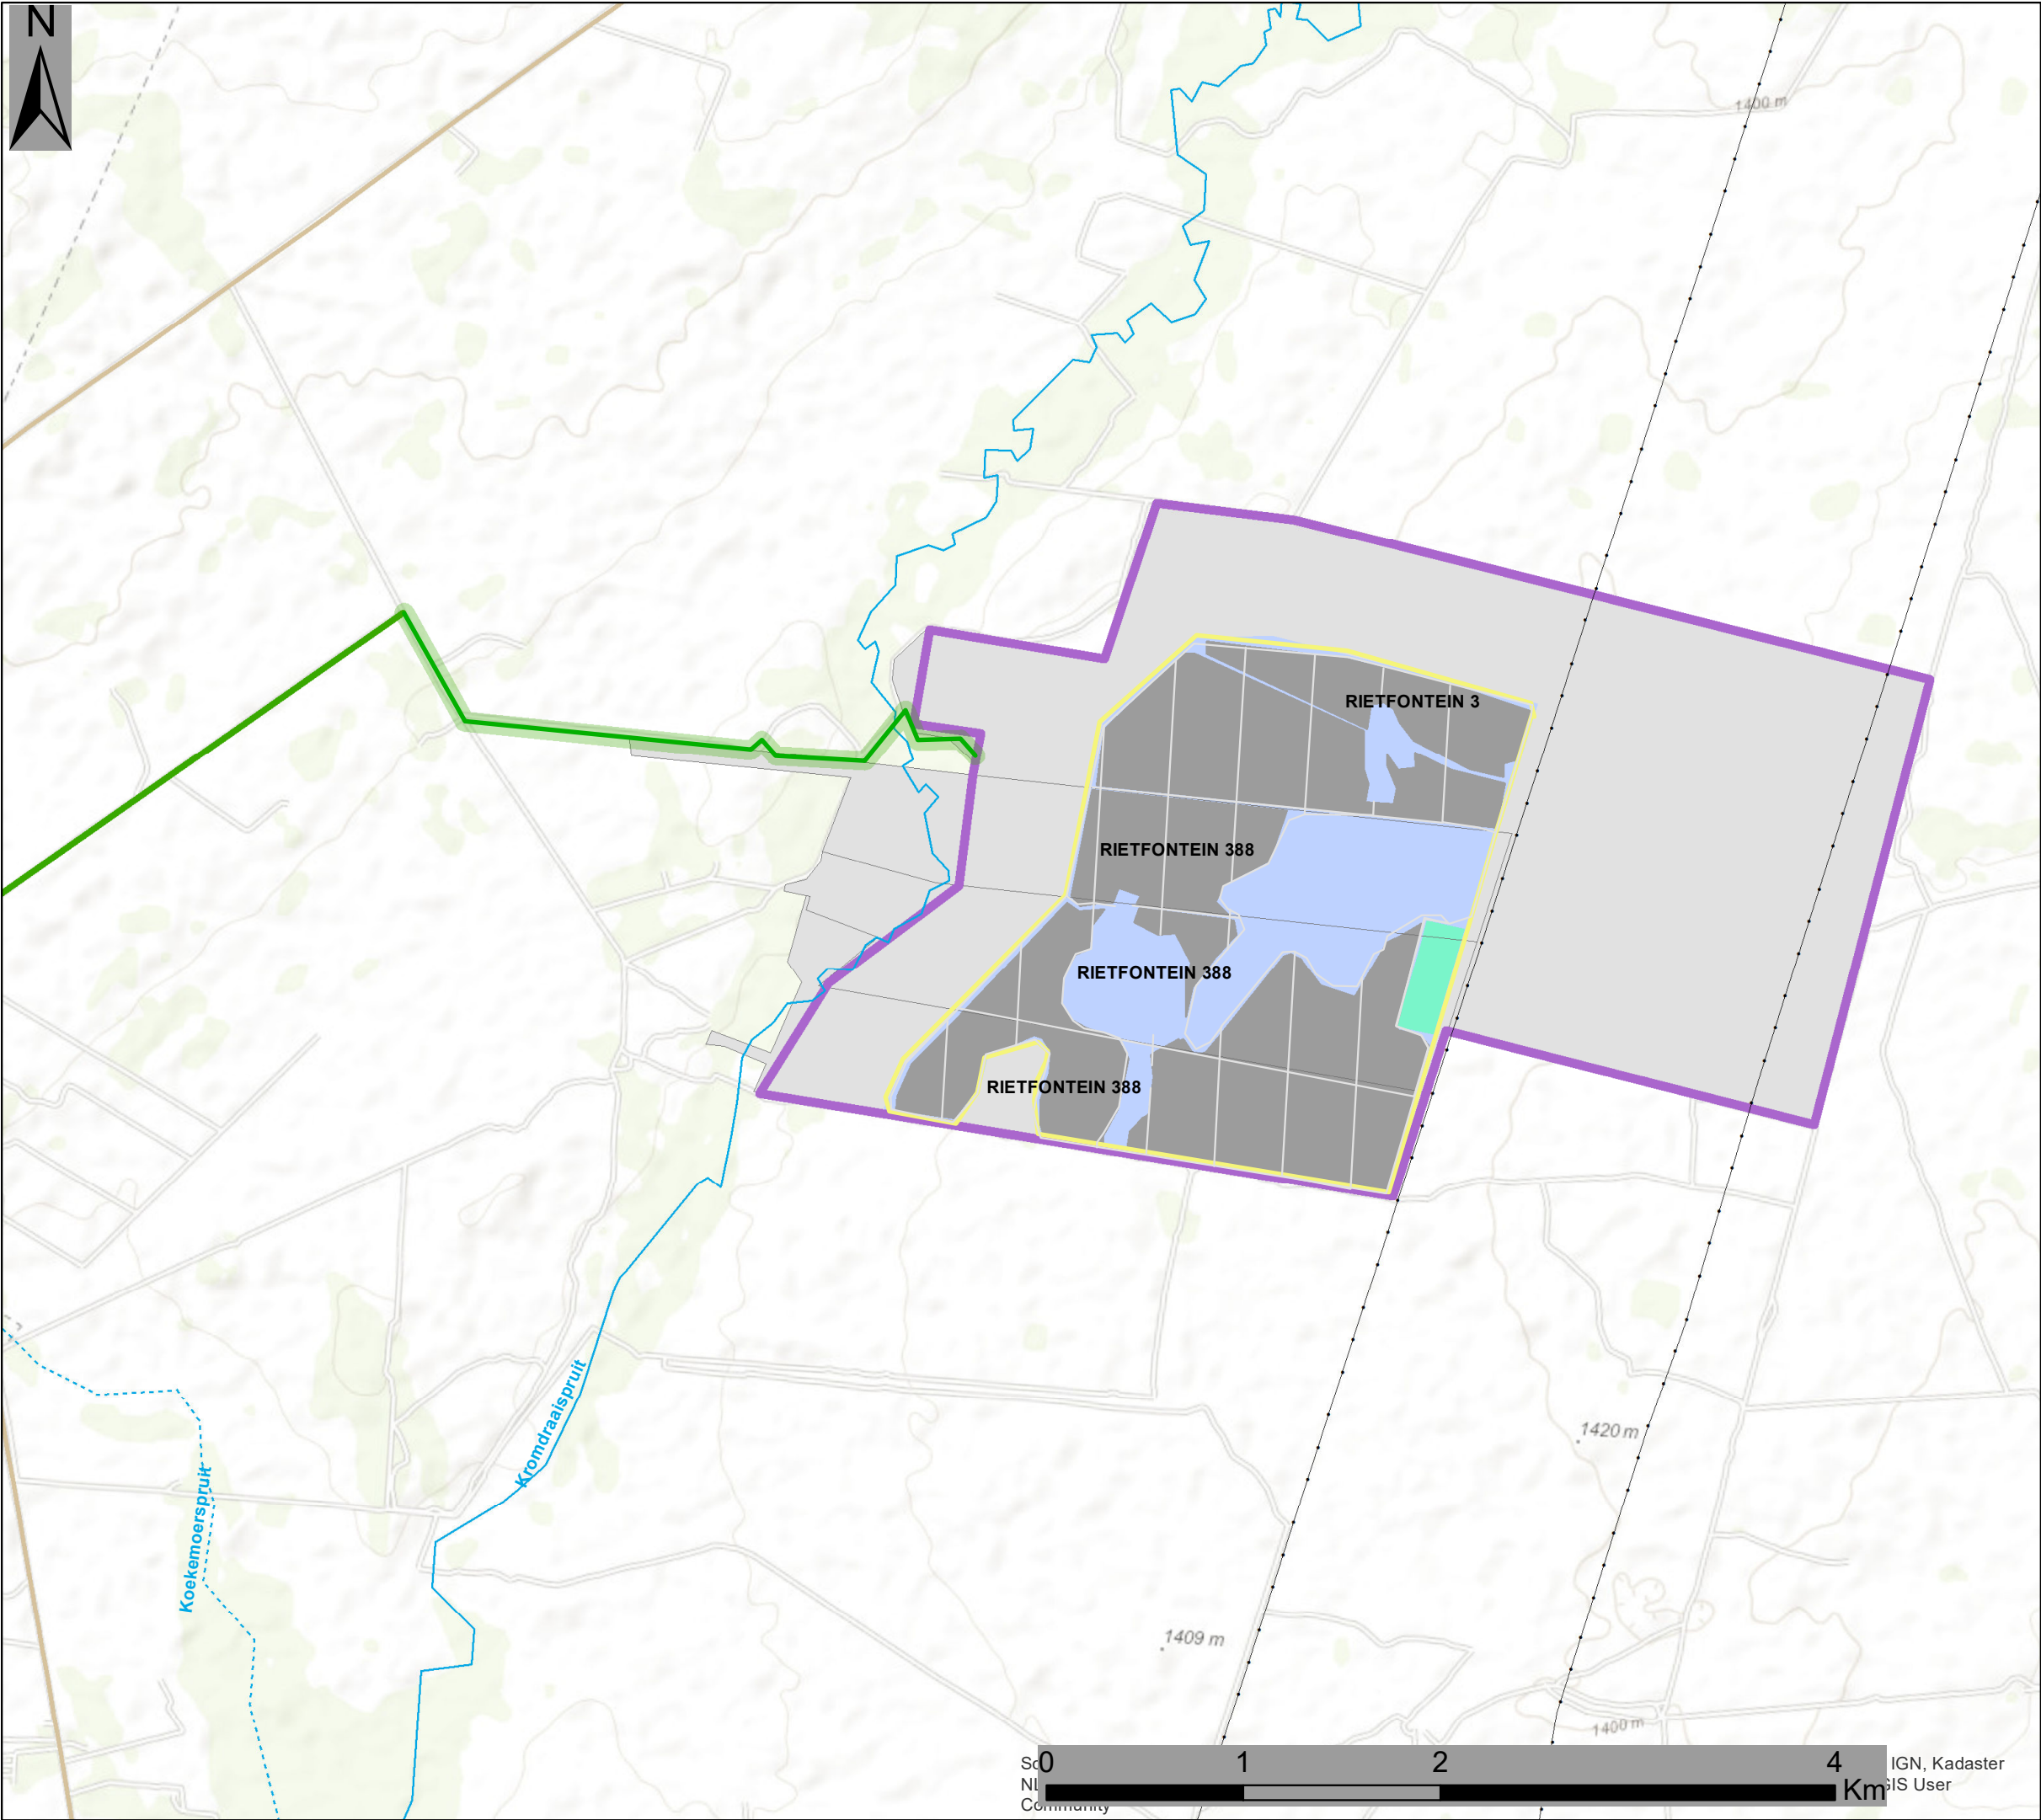 N
1400 m
RIETFONTEIN 3
RIETFONTEIN 388
RIETFONTEIN 388
RIETFONTEIN 388
Kromdraaispruit
1420 m
Koekemoerspruit
1409 m
1400 m
0 1 2 4
Km
IGN, Kadaster
User
Community